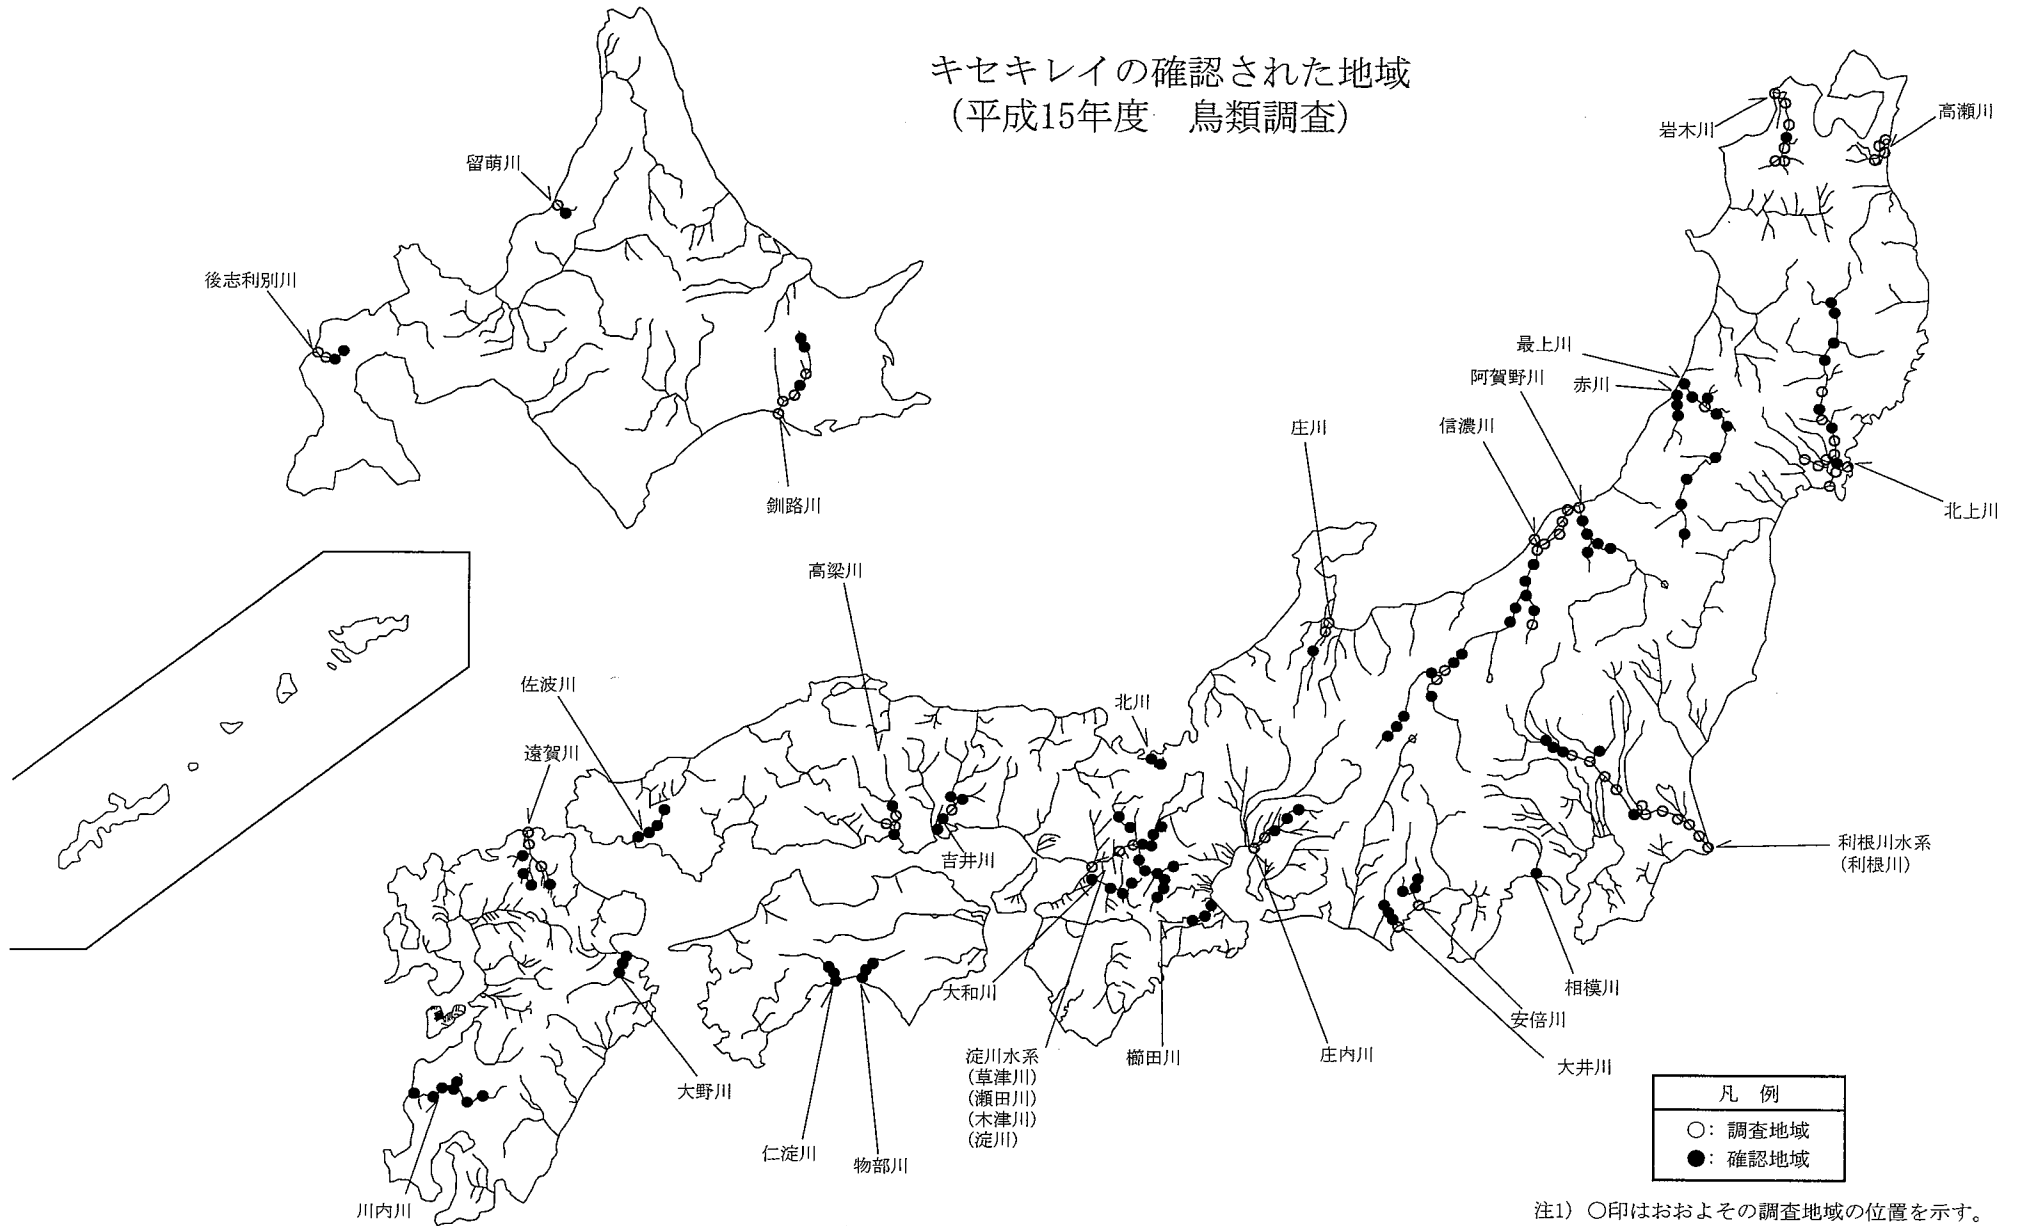 キセキレイの確認された地域
(平成15年度　鳥類調査)
岩木川
高瀬川
留萌川
後志利別川
最上川
阿賀野川
赤川
信濃川
庄川
釧路川
北上川
高梁川
佐波川
北川
遠賀川
吉井川
利根川水系
(利根川)
大和川
相模川
安倍川
淀川水系
(草津川)
(瀬田川)
(木津川)
(淀川)
櫛田川
庄内川
大井川
大野川
仁淀川
物部川
川内川
凡　例
○：調査地域
●：確認地域
注1）○印はおおよその調査地域の位置を示す。